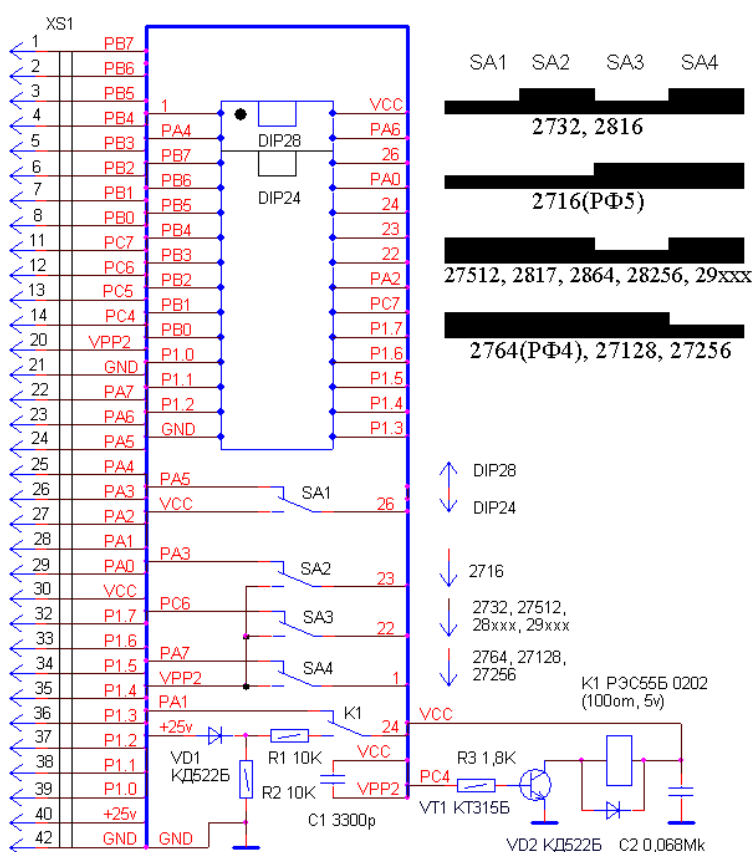 XS1
1 PB7
2 PB6
3 PB5
4 PB4
5 PB3
6 PB2
7 PB1
8 PB0
11 PC7
12 PC6
13 PC5
14 PC4
20 VPP2
21 GND
22 PA7
23 PA6
24 PA5
25 PA4
26 PA3
27 PA2
28 PA1
29 PA0
30 VCC
32 P1.7
33 P1.6
34 P1.5
35 P1.4
36 P1.3
37 P1.2
38 P1.1
39 P1.0
40 +25v
42 GND
1 VCC
PA4 PA6
PB7 26
PB6 PA0
PB5 24
PB4 23
PB3 22
PB2 PA2
PB1 PC7
PB0 P1.7
P1.0 P1.6
P1.1 P1.5
P1.2 P1.4
GND P1.3
DIP28
DIP24
PA5
VCC SA1 26
PA3 SA2 23
PC6 SA3 22
PA7 SA4
VPP2 1
PA1 K1
+25v 24
VD1
КД522Б
R1 10K
R2 10K
VCC
VPP2
C1 3300p
GND
SA1 SA2 SA3 SA4
2732, 2816
2716(РФ5)
27512, 2817, 2864, 28256, 29xxx
2764(РФ4), 27128, 27256
DIP28
DIP24
2716
2732, 27512,
28xxx, 29xxx
2764, 27128,
27256
K1 РЭС55Б 0202
(100om, 5v)
VCC
PC4
R3 1,8K
VT1 КТ315Б
VD2 КД522Б
C2 0,068Mk